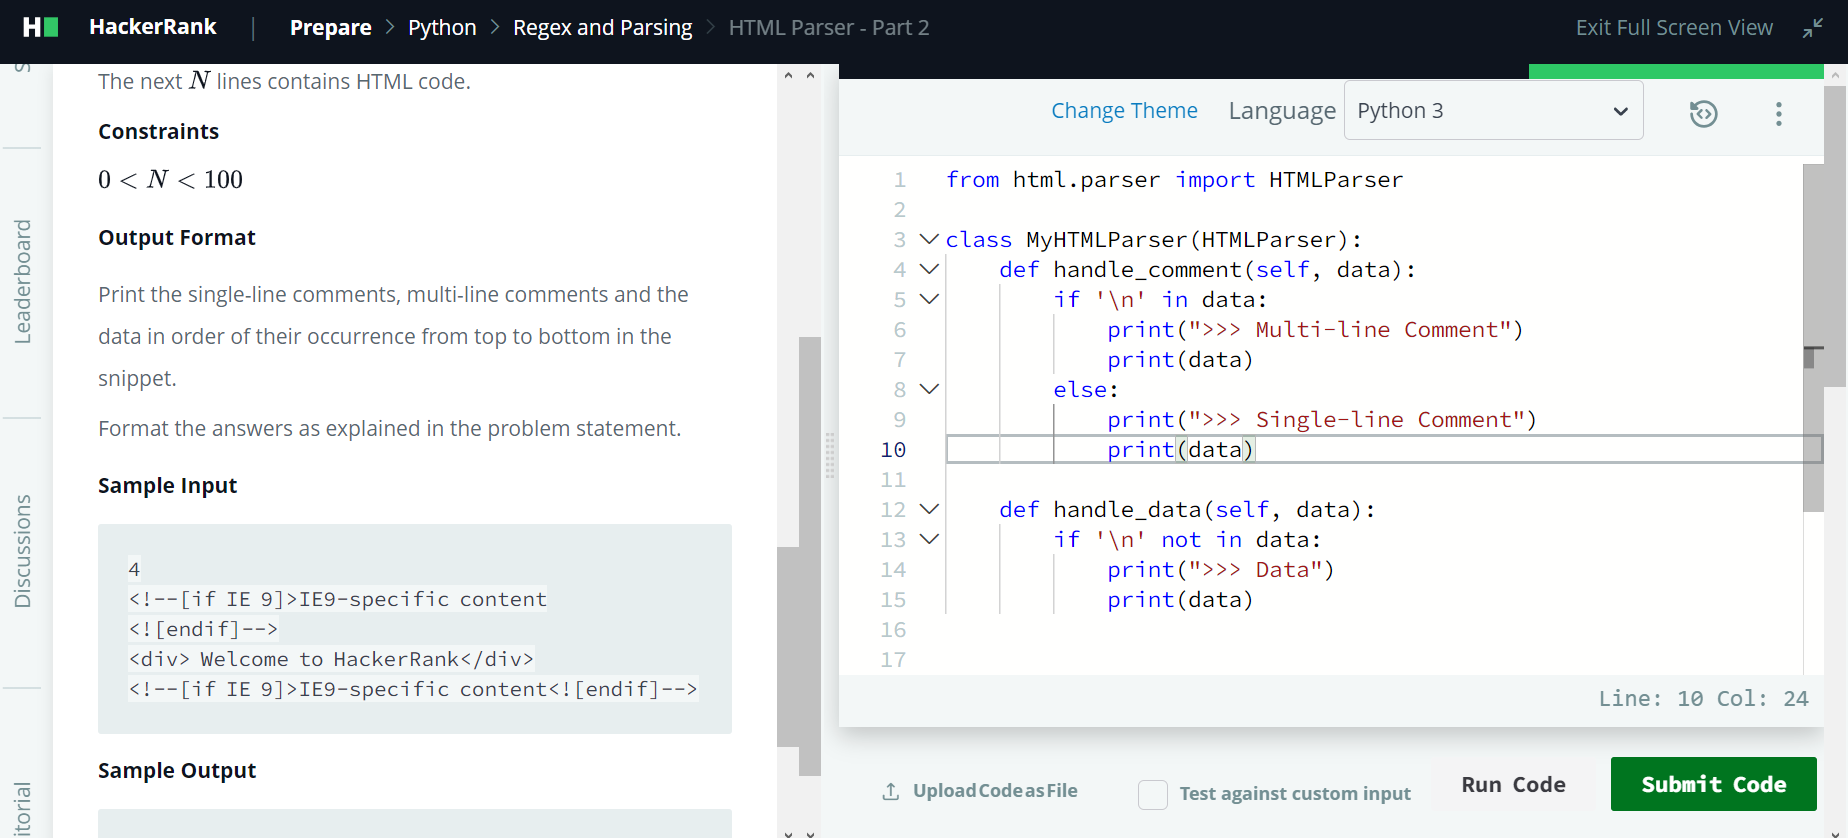 HackerRank | Prepare > Python > Regex and Parsing > HTML Parser - Part 2 Exit Full Screen View
Leaderboard
Discussions
itorial
The next N lines contains HTML code.
Constraints
0 < N < 100
Output Format
Print the single-line comments, multi-line comments and the
data in order of their occurrence from top to bottom in the
snippet.
Format the answers as explained in the problem statement.
Sample Input
4
<!--[if IE 9]>IE9-specific content
<![endif]-->
<div> Welcome to HackerRank</div>
<!--[if IE 9]>IE9-specific content<![endif]-->
Sample Output
Change Theme Language Python 3
1 from html.parser import HTMLParser
2
3 class MyHTMLParser(HTMLParser):
4     def handle_comment(self, data):
5         if '\n' in data:
6             print(">>> Multi-line Comment")
7             print(data)
8         else:
9             print(">>> Single-line Comment")
10             print(data)
11
12     def handle_data(self, data):
13         if '\n' not in data:
14             print(">>> Data")
15             print(data)
16
17
Line: 10 Col: 24
Upload Code as File Test against custom input Run Code Submit Code